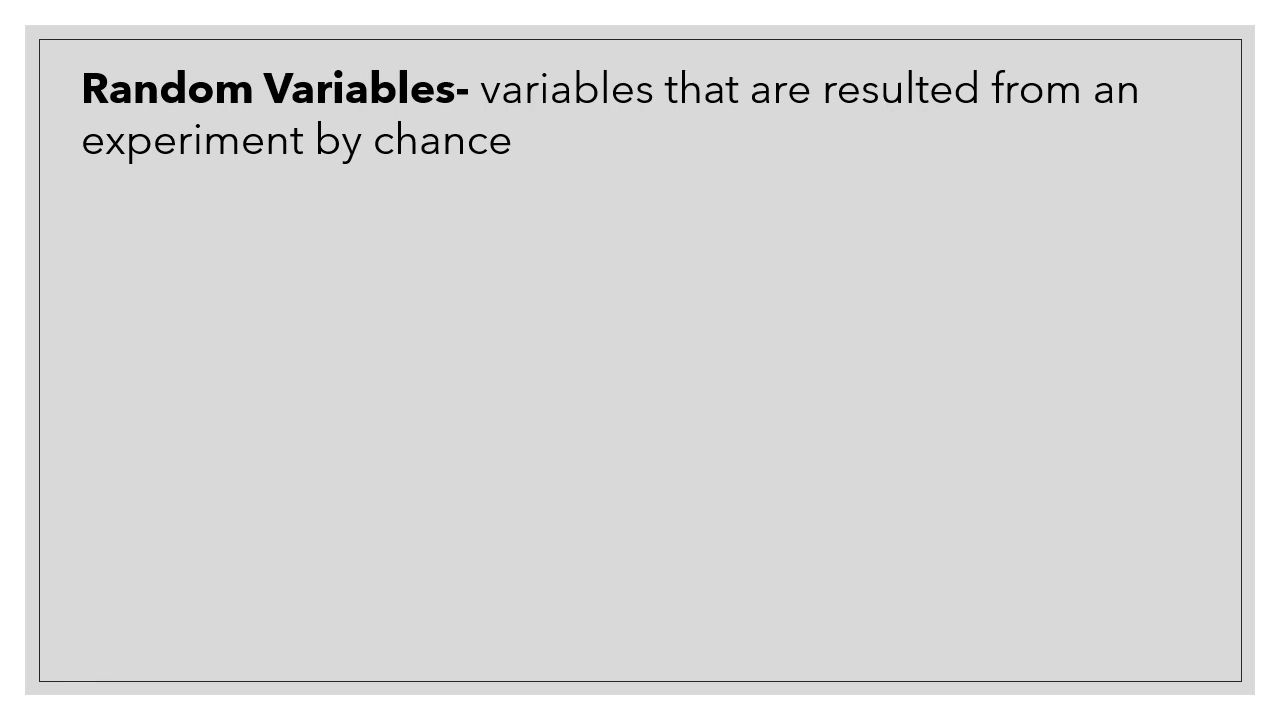 Random Variables- variables that are resulted from an
experiment by chance